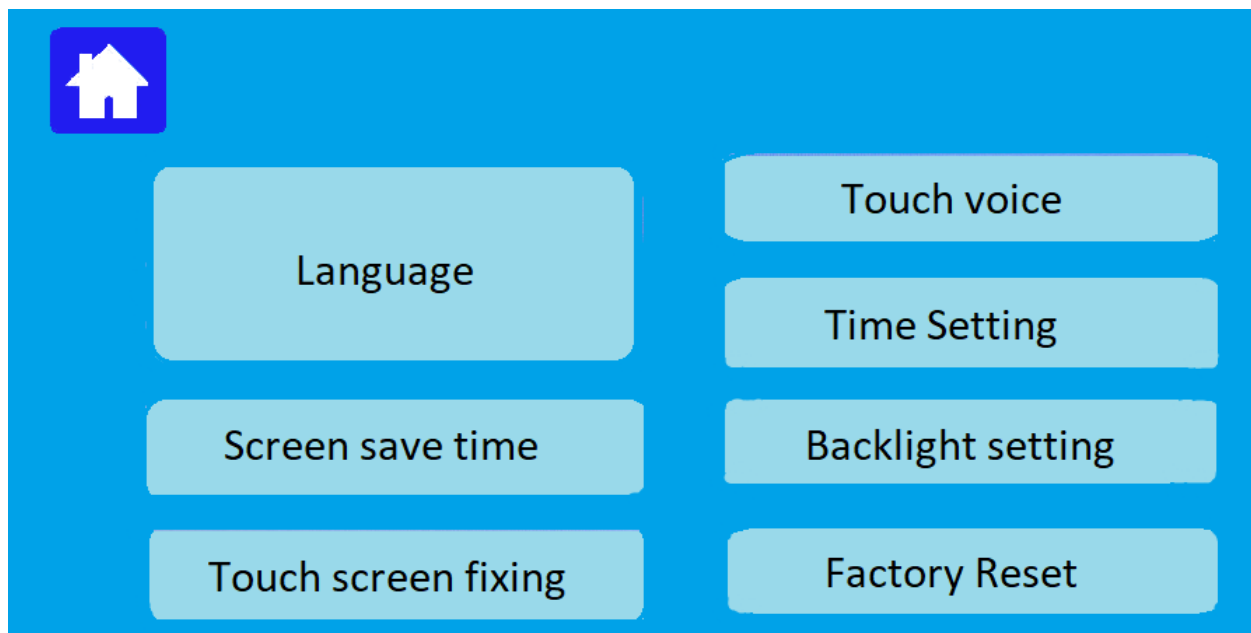 Language
Screen save time
Touch screen fixing
Touch voice
Time Setting
Backlight setting
Factory Reset